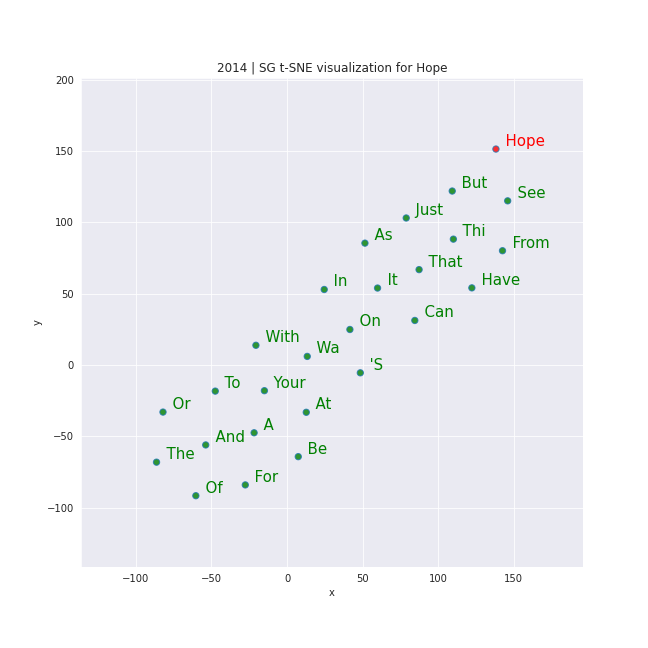 2014 | SG t-SNE visualization for Hope
200
Hope
150
But
See
Just
100
Thi
As
From
That
It
Have
In
50
Can
On
With
Wa
'S
0
To
Your
Or
At
A
And
−50
Be
The
For
Of
−100
y
−100 −50 0 50 100 150
x